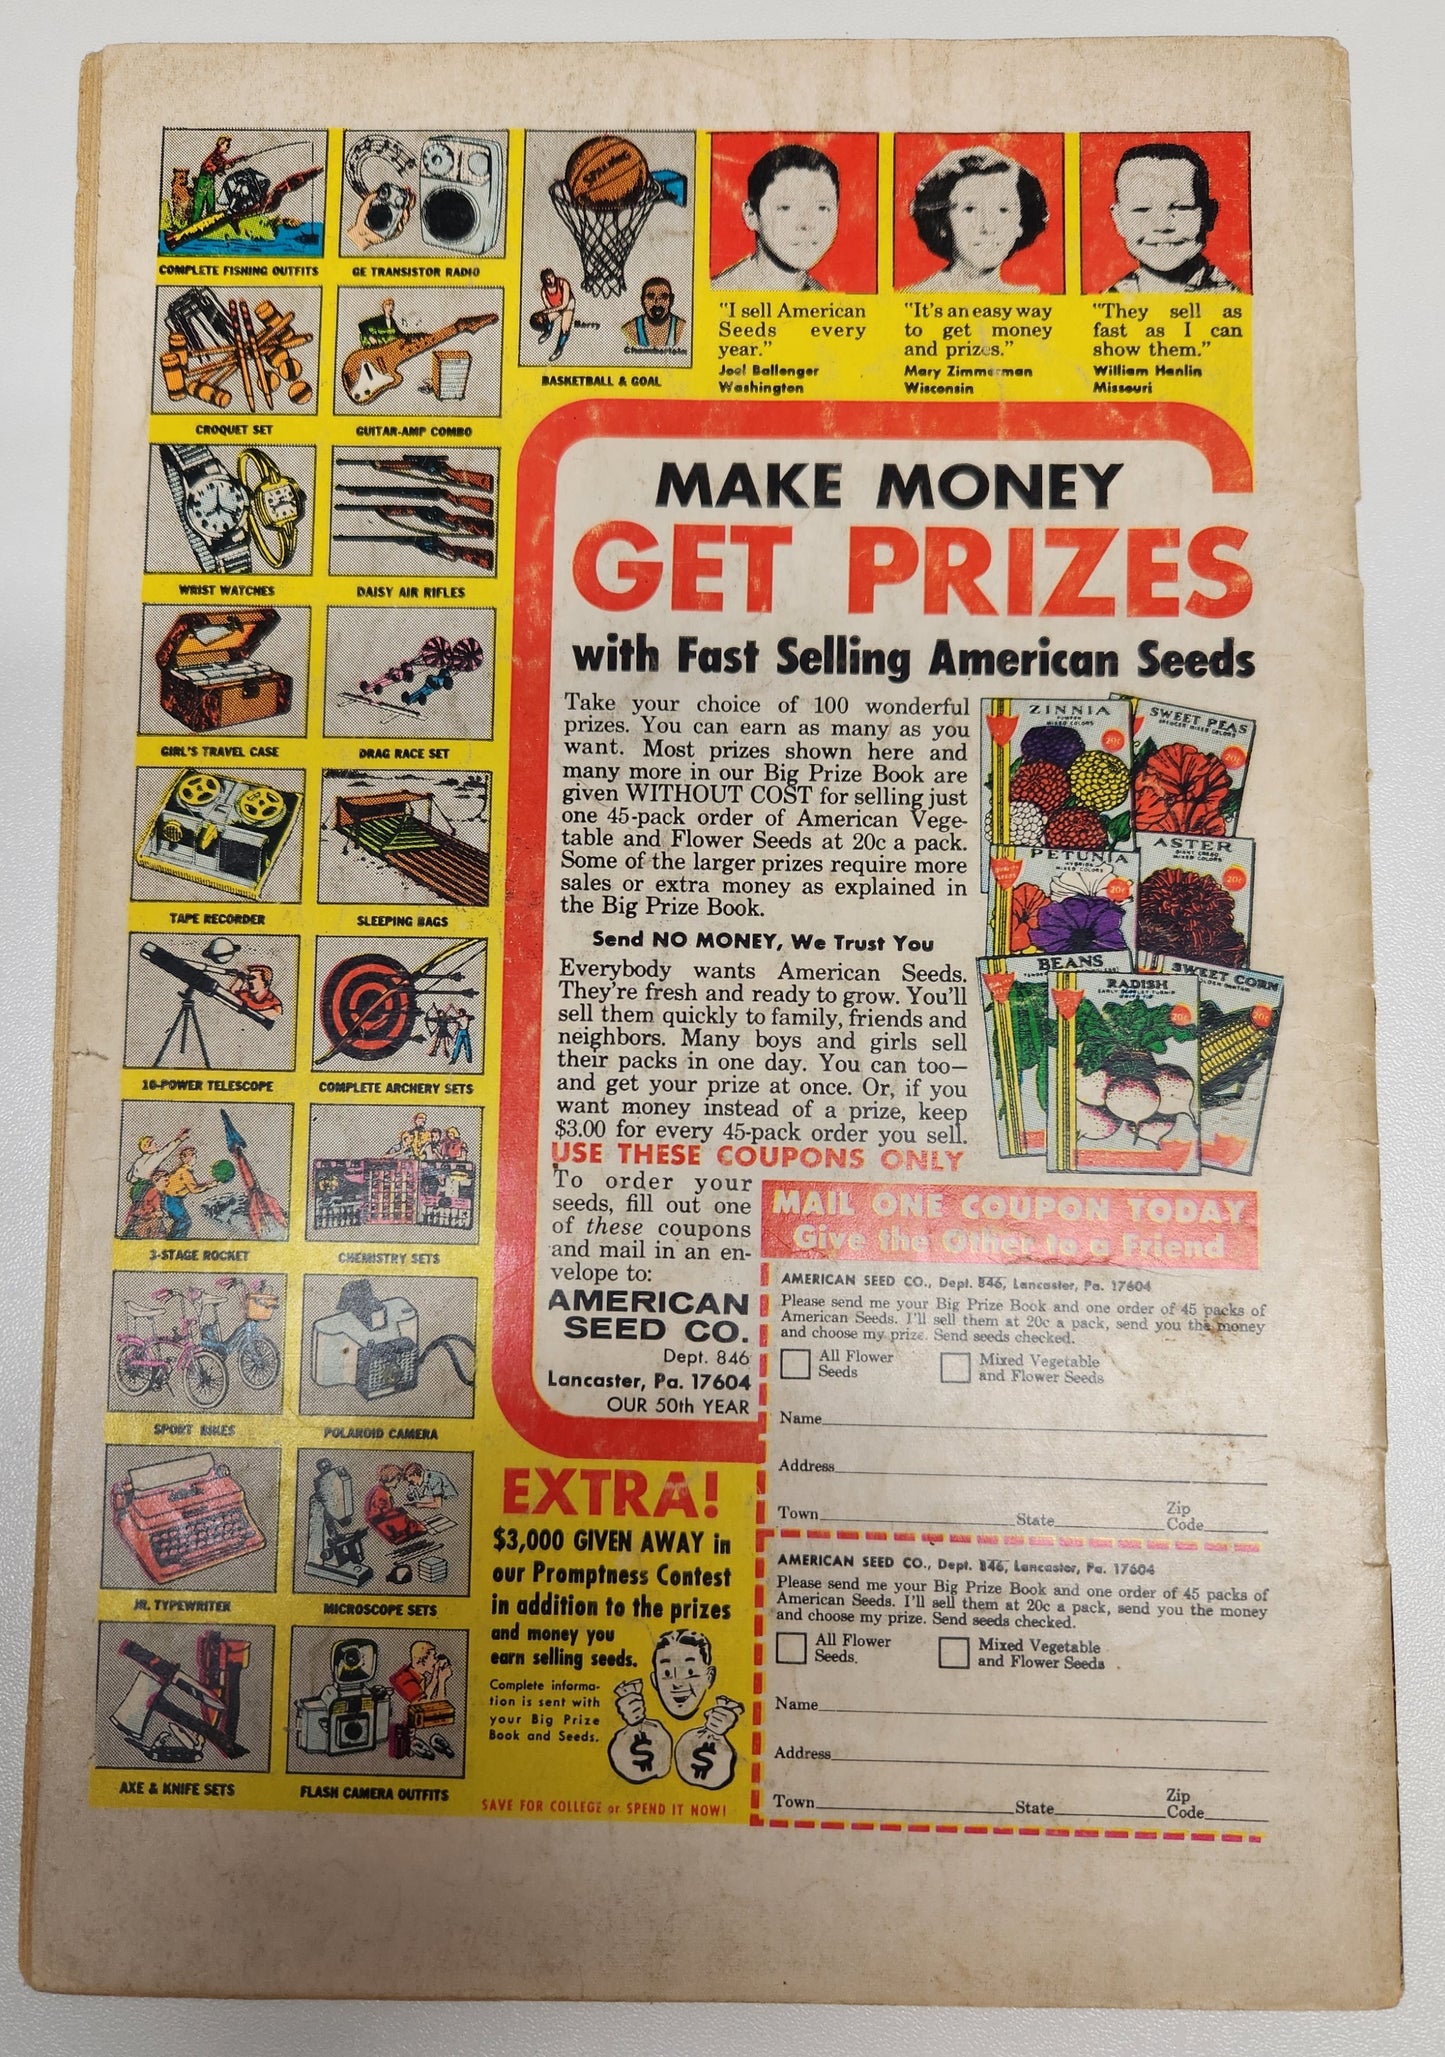 COMPLETE FISHING OUTFITS
GE TRANSISTOR RADIO
SPALDING
Barry
Chamberlain
BASKETBALL & GOAL
CROQUET SET
GUITAR-AMP COMBO
WRIST WATCHES
DAISY AIR RIFLES
GIRL'S TRAVEL CASE
DRAG RACE SET
TAPE RECORDER
SLEEPING BAGS
10-POWER TELESCOPE
COMPLETE ARCHERY SETS
3-STAGE ROCKET
CHEMISTRY SETS
SPORT BIKES
POLAROID CAMERA
JR. TYPEWRITER
MICROSCOPE SETS
AXE & KNIFE SETS
FLASH CAMERA OUTFITS
"I sell American
Seeds every
year."
Joel Ballenger
Washington
"It's an easy way
to get money
and prizes."
Mary Zimmerman
Wisconsin
"They sell as
fast as I can
show them."
William Henlin
Missouri
MAKE MONEY
GET PRIZES
with Fast Selling American Seeds
Take your choice of 100 wonderful
prizes. You can earn as many as you
want. Most prizes shown here and
many more in our Big Prize Book are
given WITHOUT COST for selling just
one 45-pack order of American Vege-
table and Flower Seeds at 20c a pack.
Some of the larger prizes require more
sales or extra money as explained in
the Big Prize Book.
Send NO MONEY, We Trust You
Everybody wants American Seeds.
They're fresh and ready to grow. You'll
sell them quickly to family, friends and
neighbors. Many boys and girls sell
their packs in one day. You can too—
and get your prize at once. Or, if you
want money instead of a prize, keep
$3.00 for every 45-pack order you sell.
USE THESE COUPONS ONLY
To order your
seeds, fill out one
of these coupons
and mail in an en-
velope to:
AMERICAN
SEED CO.
Dept. 846
Lancaster, Pa. 17604
OUR 50th YEAR
ZINNIA
MIXED COLORS
20c
SWEET PEAS
MIXED COLORS
20c
PETUNIA
MIXED COLORS
20c
ASTER
MIXED COLORS
20c
BEANS
RADISH
20c
SWEET CORN
20c
MAIL ONE COUPON TODAY
Give the Other to a Friend
AMERICAN SEED CO., Dept. 846, Lancaster, Pa. 17604
Please send me your Big Prize Book and one order of 45 packs of
American Seeds. I'll sell them at 20c a pack, send you the money
and choose my prize. Send seeds checked.
All Flower
Seeds
Mixed Vegetable
and Flower Seeds
Name
Address
Town State Zip
Code
AMERICAN SEED CO., Dept. 846, Lancaster, Pa. 17604
Please send me your Big Prize Book and one order of 45 packs of
American Seeds. I'll sell them at 20c a pack, send you the money
and choose my prize. Send seeds checked.
All Flower
Seeds.
Mixed Vegetable
and Flower Seeds
Name
Address
Town State Zip
Code
EXTRA!
$3,000 GIVEN AWAY in
our Promptness Contest
in addition to the prizes
and money you
earn selling seeds.
Complete informa-
tion is sent with
your Big Prize
Book and Seeds.
$ $
SAVE FOR COLLEGE or SPEND IT NOW!